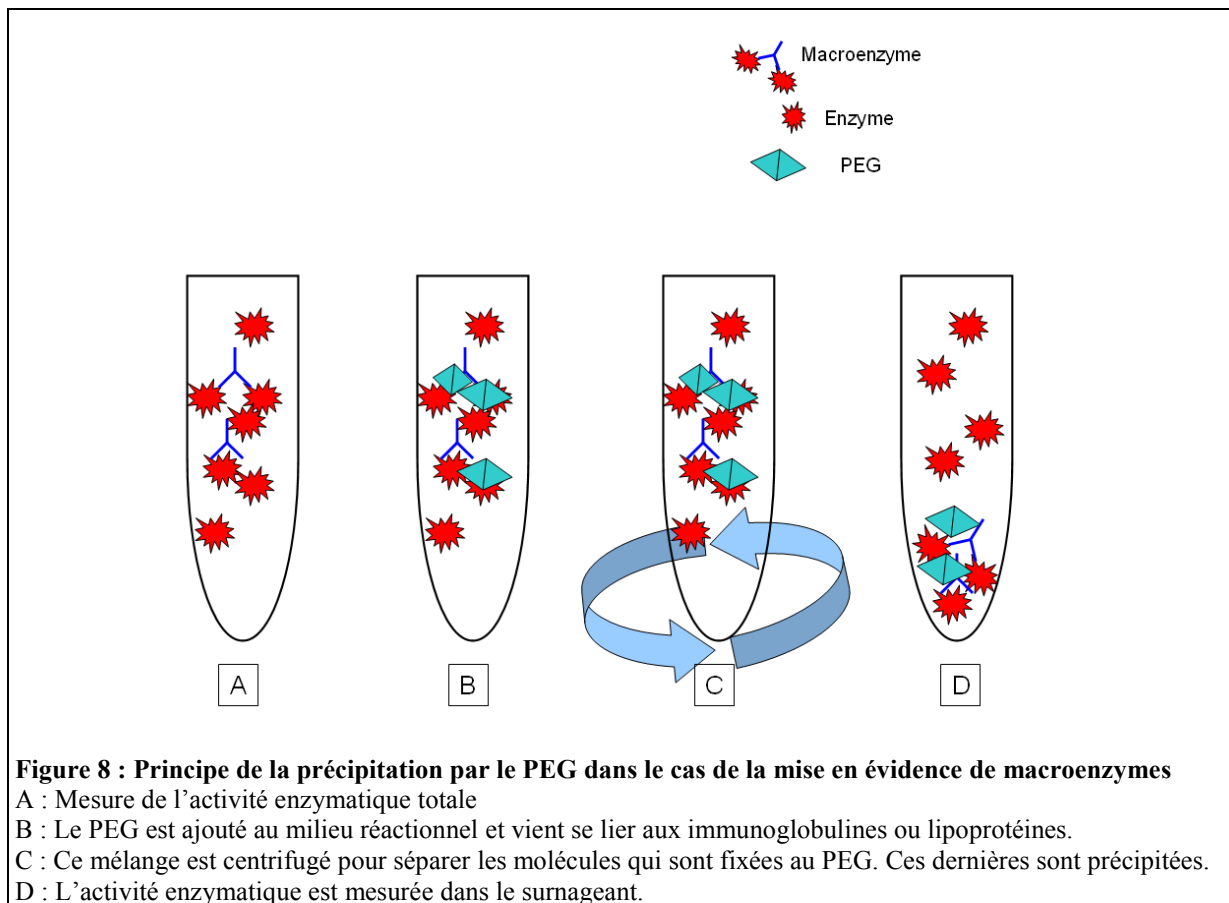 Macroenzyme
Enzyme
PEG
A
B
C
D
Figure 8 : Principe de la précipitation par le PEG dans le cas de la mise en évidence de macroenzymes
A : Mesure de l’activité enzymatique totale
B : Le PEG est ajouté au milieu réactionnel et vient se lier aux immunoglobulines ou lipoprotéines.
C : Ce mélange est centrifugé pour séparer les molécules qui sont fixées au PEG. Ces dernières sont précipitées.
D : L’activité enzymatique est mesurée dans le surnageant.